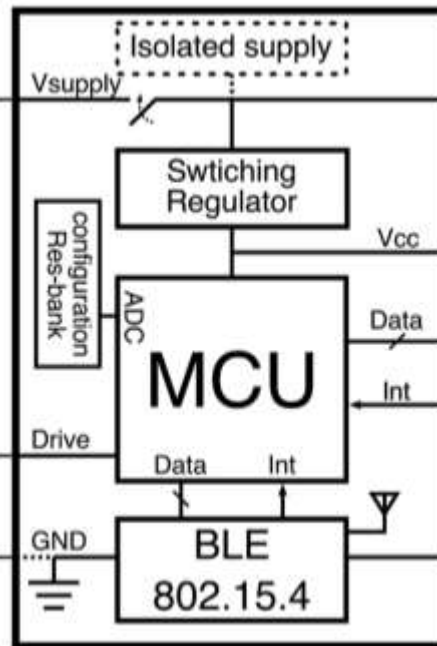 Isolated supply
Vsupply
Swtiching
Regulator
Vcc
configuration
Res-bank
ADC
MCU
Data
Int
Drive
Data
Int
GND
BLE
802.15.4